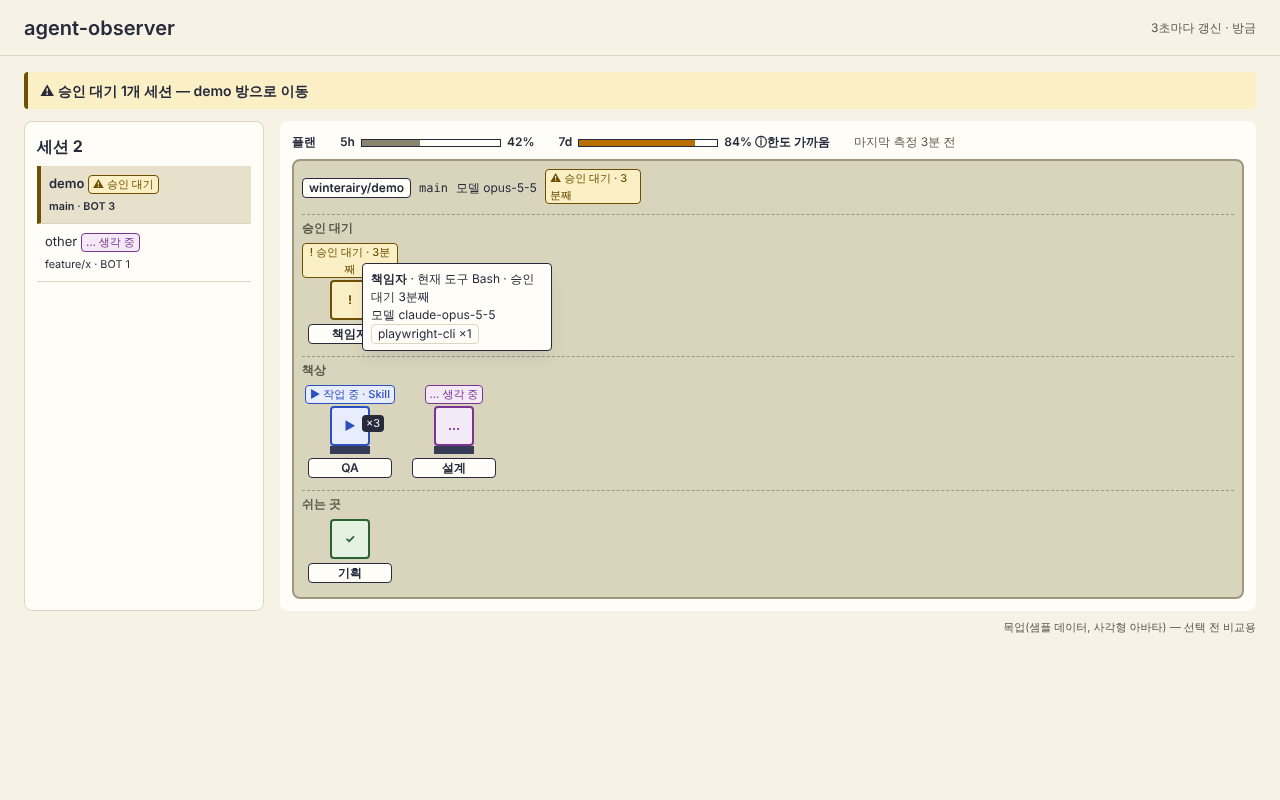 agent-observer
3초마다 갱신 · 방금
⚠ 승인 대기 1개 세션 — demo 방으로 이동
세션 2
demo ⚠ 승인 대기
main · BOT 3
other … 생각 중
feature/x · BOT 1
플랜 5h 42% 7d 84% ⓘ한도 가까움 마지막 측정 3분 전
winterairy/demo main 모델 opus-5-5 ⚠ 승인 대기 · 3
분째
승인 대기
! 승인 대기 · 3분
째
!
책임자
책임자 · 현재 도구 Bash · 승인
대기 3분째
모델 claude-opus-5-5
playwright-cli ×1
책상
▶ 작업 중 · Skill
… 생각 중
▶ ×3
…
QA
설계
쉬는 곳
✓
기획
목업(샘플 데이터, 사각형 아바타) — 선택 전 비교용